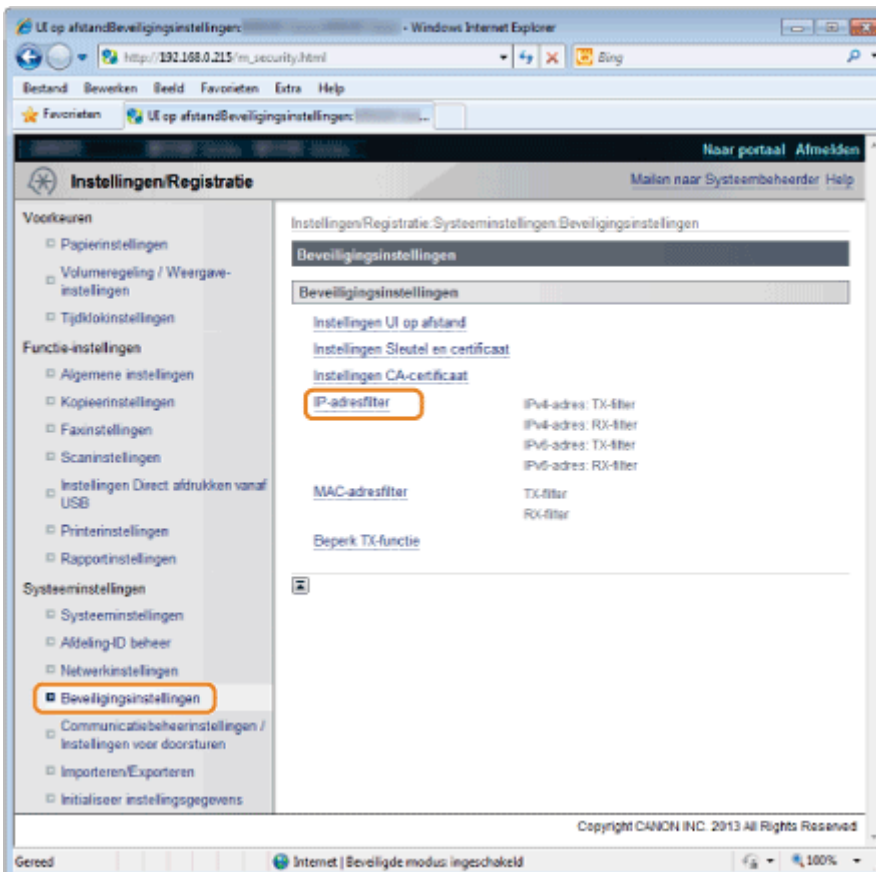 UI op afstandBeveiligingsinstellingen: - Windows Internet Explorer
http://192.168.0.215/m_security.html
Bing
Bestand Bewerken Beeld Favorieten Extra Help
Favorieten UI op afstandBeveiligingsinstellingen: ...
Naar portaal Afmelden
Instellingen/Registratie
Mailen naar Systeembeheerder Help
Voorkeuren
Papierinstellingen
Volumeregeling / Weergave-
instellingen
Tijdklokinstellingen
Functie-instellingen
Algemene instellingen
Kopieerinstellingen
Faxinstellingen
Scaninstellingen
Instellingen Direct afdrukken vanaf
USB
Printerinstellingen
Rapportinstellingen
Systeeminstellingen
Systeeminstellingen
Afdeling-ID beheer
Netwerkinstellingen
Beveiligingsinstellingen
Communicatiebeheerinstellingen /
Instellingen voor doorsturen
Importeren/Exporteren
Initialiseer instellingsgegevens
Instellingen/Registratie:Systeeminstellingen:Beveiligingsinstellingen
Beveiligingsinstellingen
Beveiligingsinstellingen
Instellingen UI op afstand
Instellingen Sleutel en certificaat
Instellingen CA-certificaat
IP-adresfilter
IPv4-adres: TX-filter
IPv4-adres: RX-filter
IPv6-adres: TX-filter
IPv6-adres: RX-filter
MAC-adresfilter
TX-filter
RX-filter
Beperk TX-functie
Copyright CANON INC. 2013 All Rights Reserved
Gereed
Internet | Beveiligde modus: ingeschakeld
100%